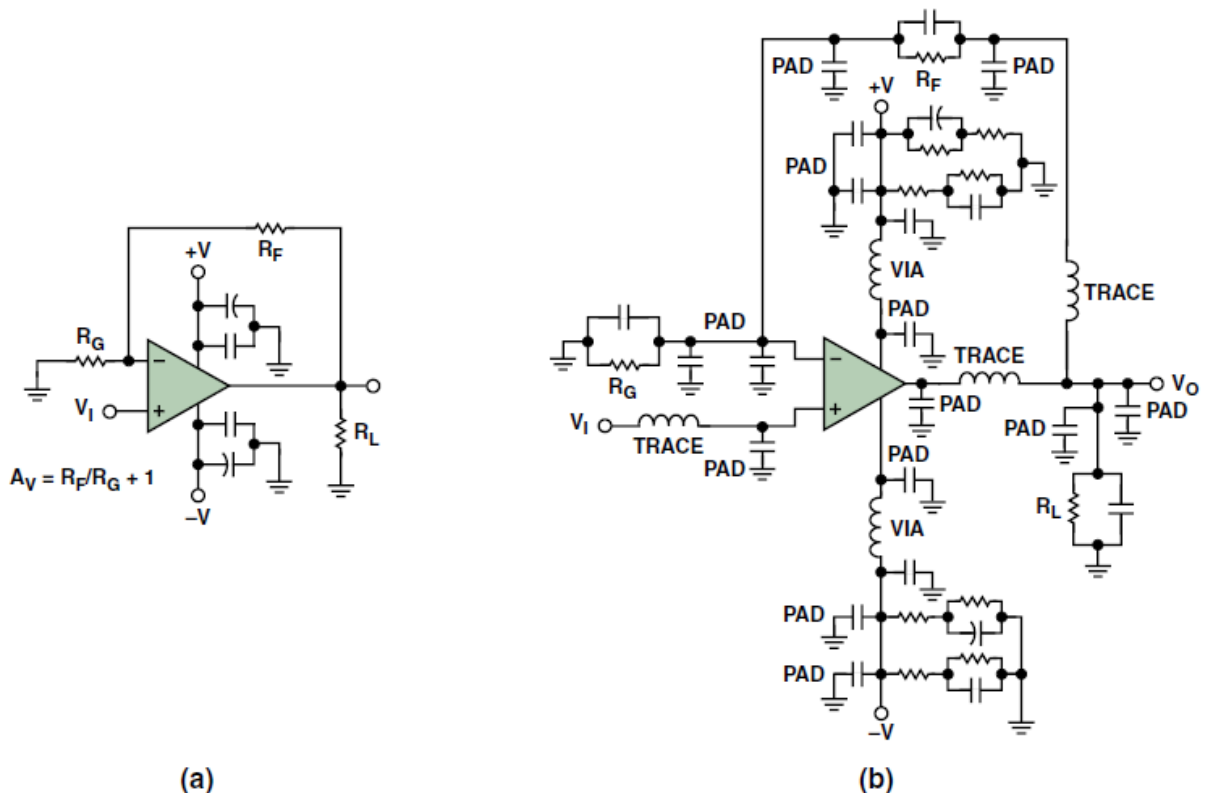 +V
R_F
R_G
V_I
R_L
A_V = R_F/R_G + 1
–V
(a)
PAD
R_F
PAD
+V
PAD
VIA
TRACE
PAD
PAD
R_G
TRACE
V_I
TRACE
PAD
PAD
V_O
PAD
PAD
PAD
R_L
VIA
PAD
PAD
–V
(b)